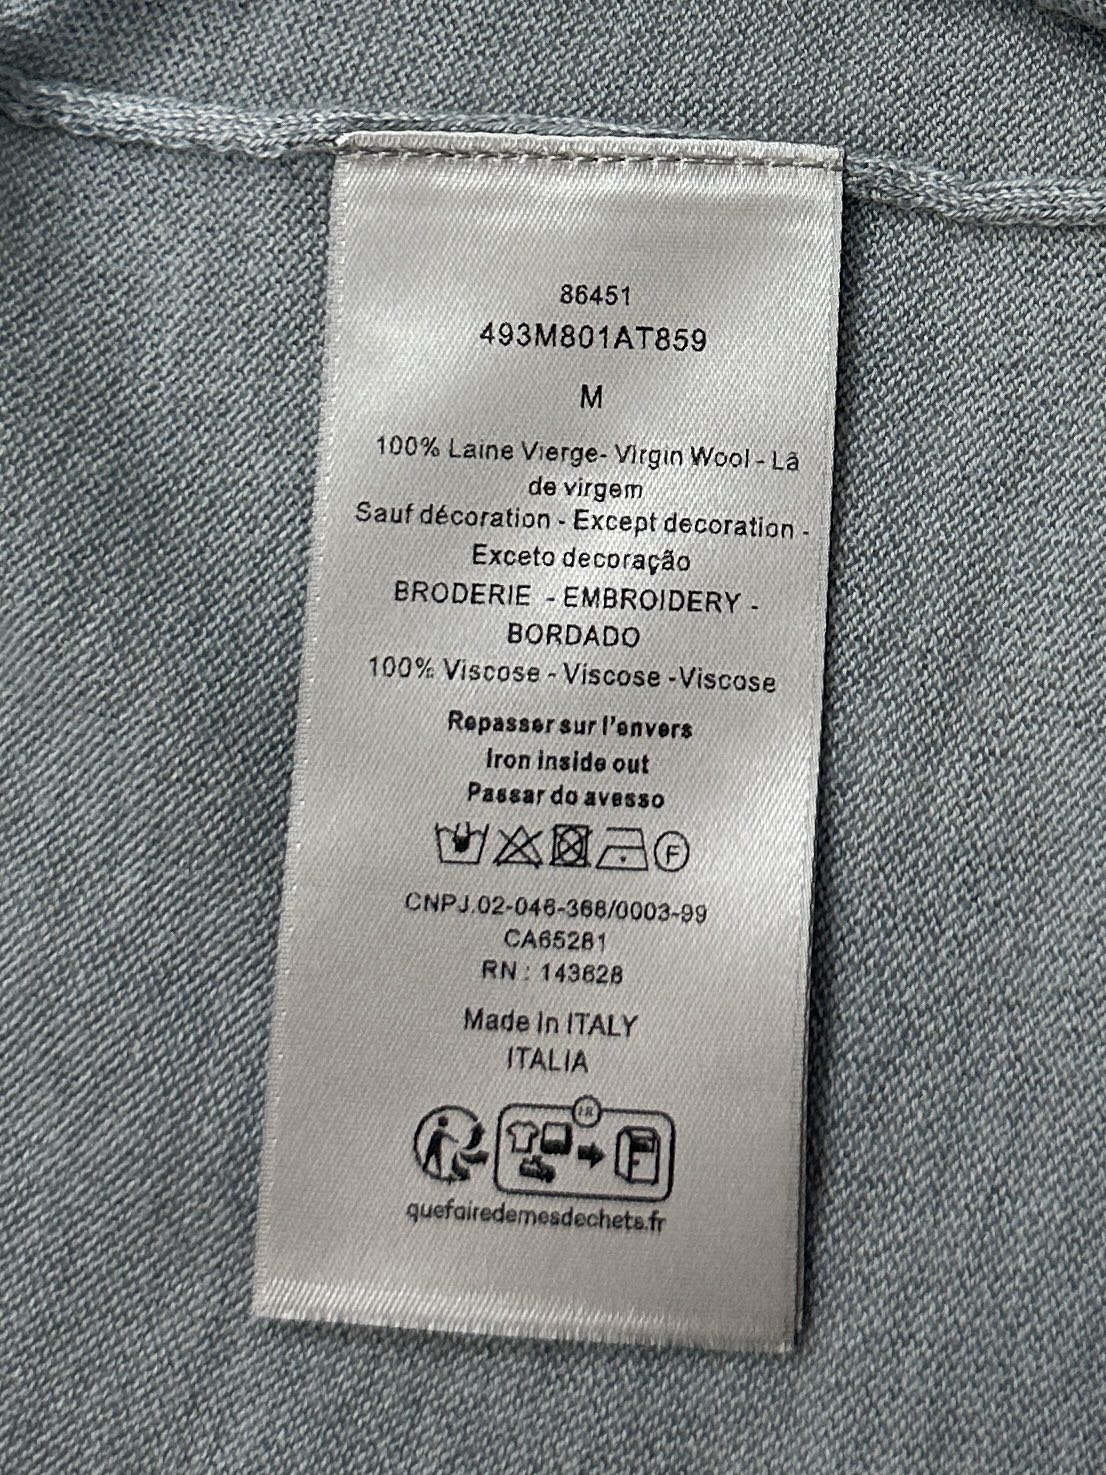 86451
493M801AT859
M
100% Laine Vierge- Virgin Wool - Lã
de virgem
Sauf décoration - Except decoration -
Exceto decoração
BRODERIE - EMBROIDERY -
BORDADO
100% Viscose - Viscose -Viscose
Repasser sur l'envers
Iron inside out
Passar do avesso
F
CNPJ.02-046-368/0003-99
CA65281
RN : 143628
Made In ITALY
ITALIA
FR
quefairedemesdechets.fr